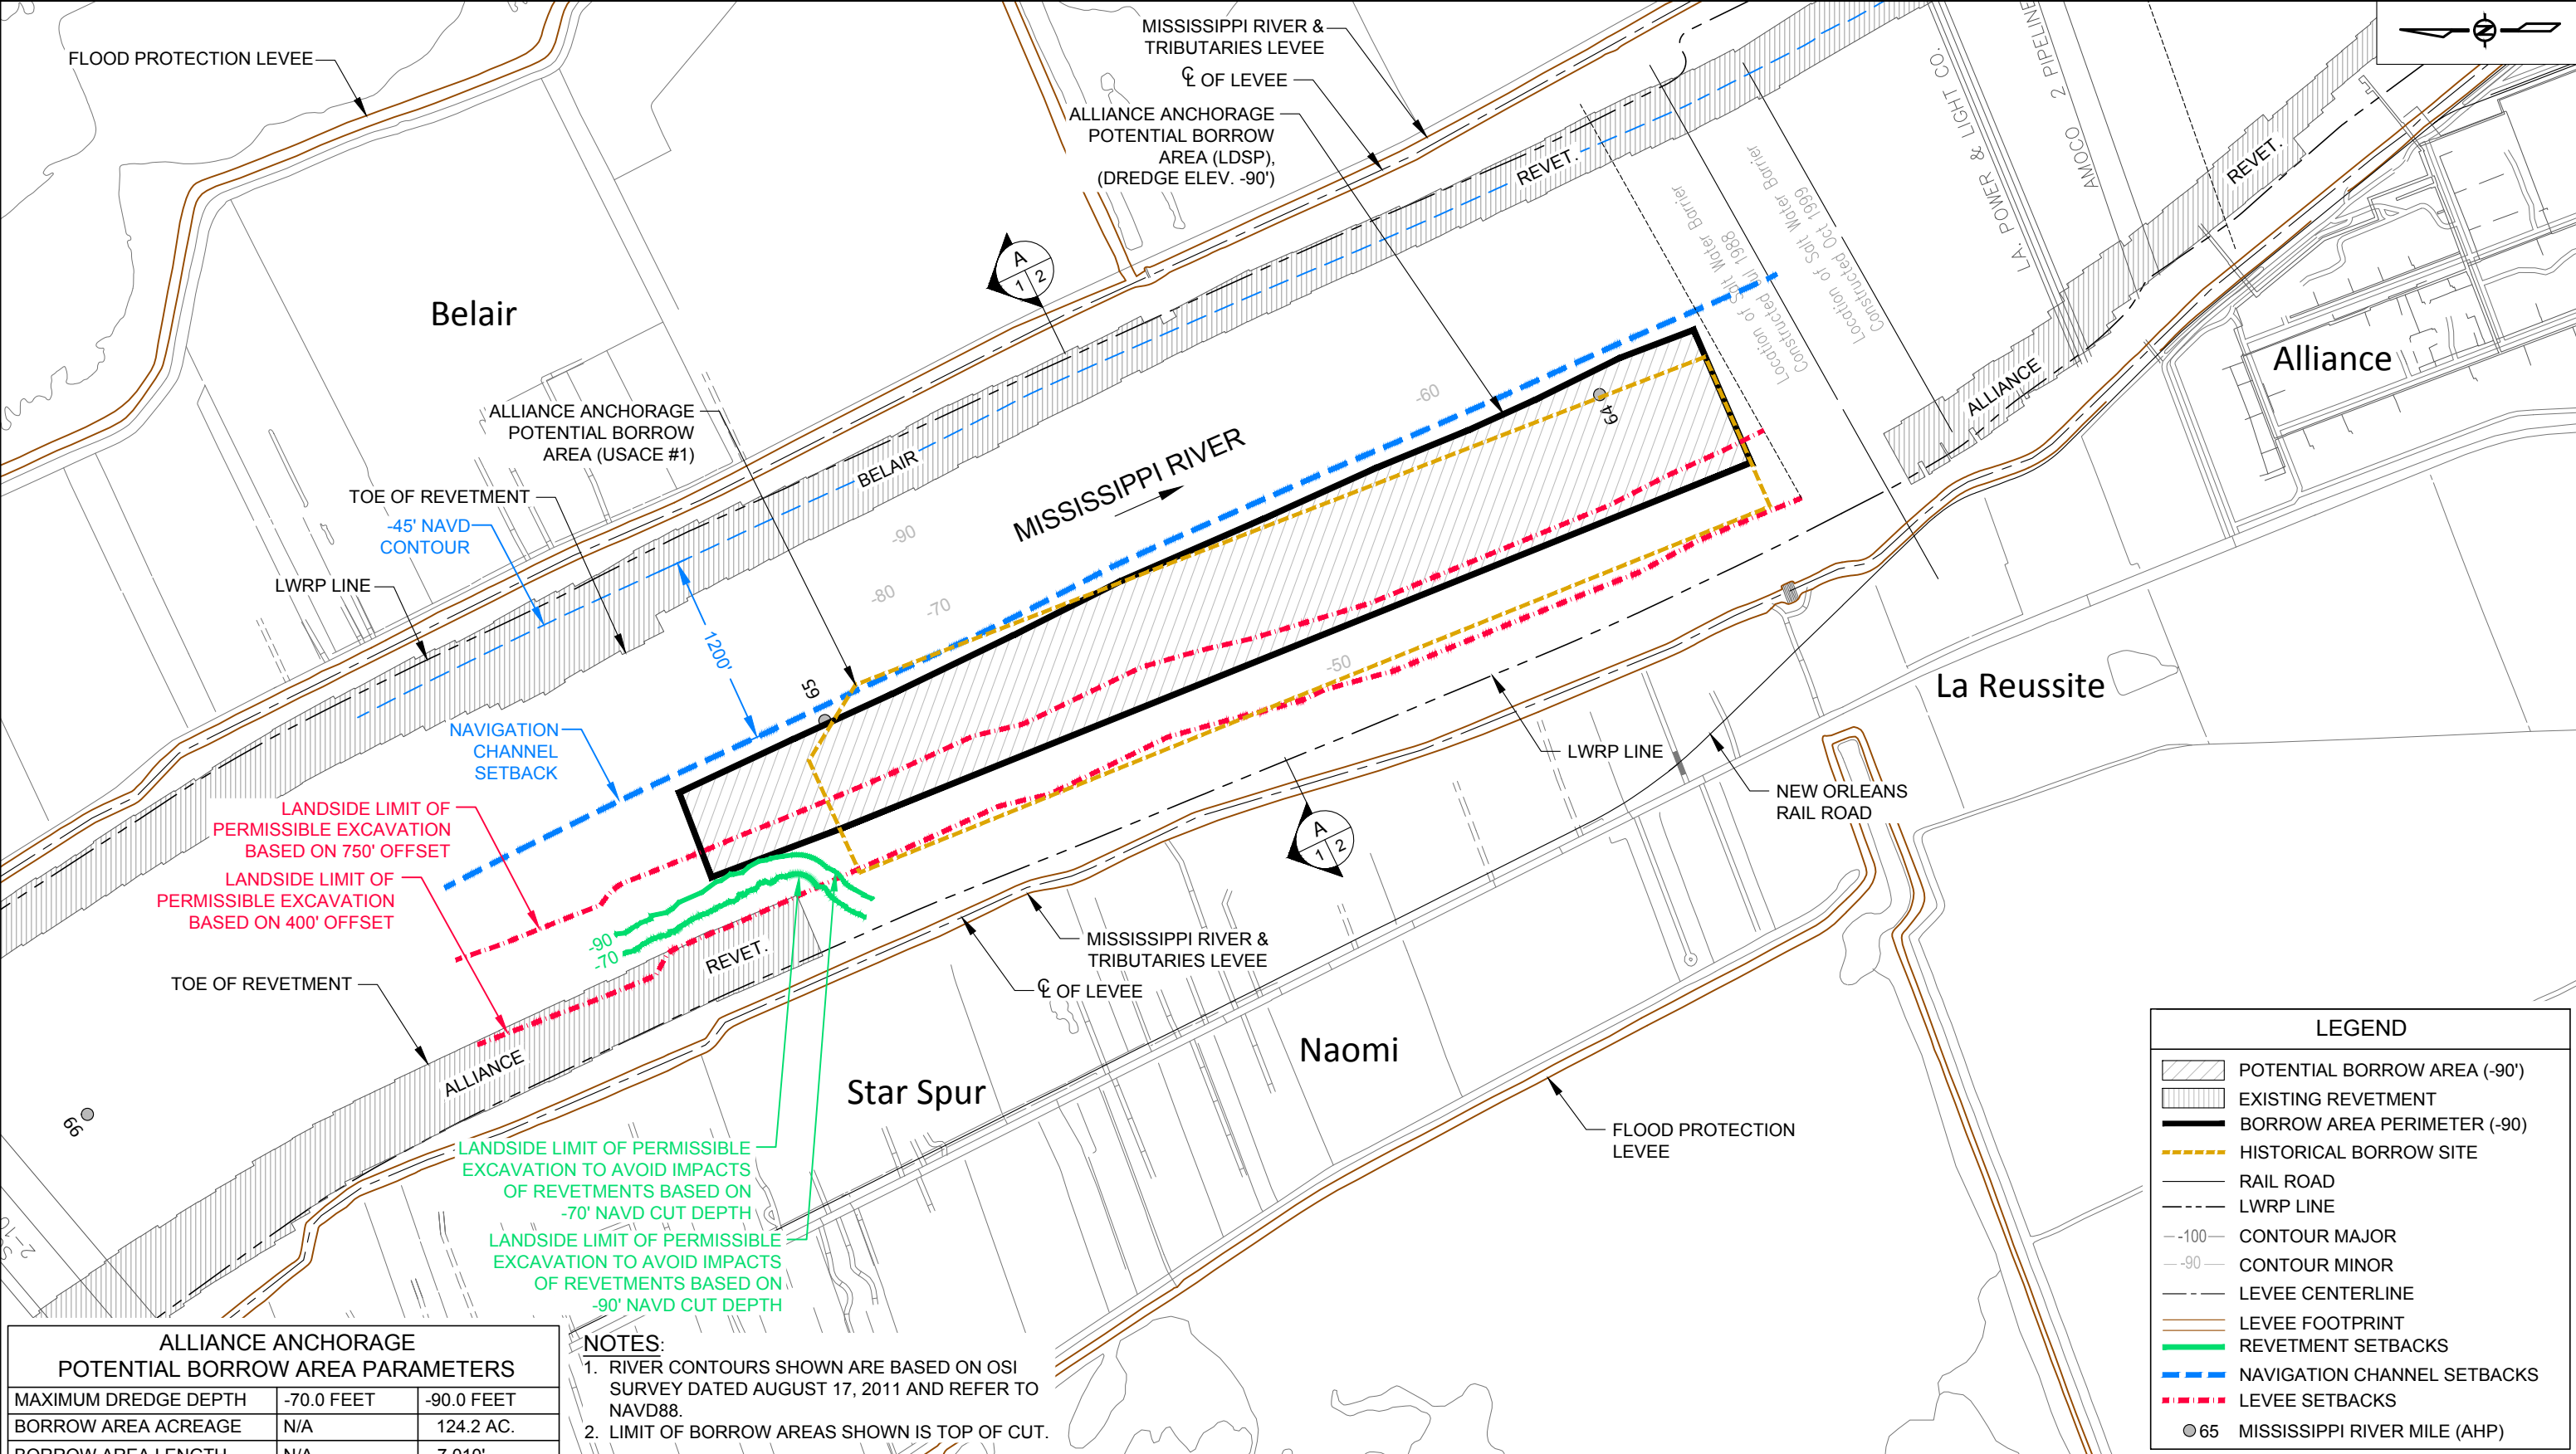 FLOOD PROTECTION LEVEE
MISSISSIPPI RIVER &
TRIBUTARIES LEVEE
℄ OF LEVEE
ALLIANCE ANCHORAGE
POTENTIAL BORROW
AREA (LDSP),
(DREDGE ELEV. -90')
N
REVET.
LA. POWER & LIGHT CO.
AMOCO 2 PIPELINE
REVET.
Location of Salt Water Barrier
Constructed Jul 1988
Location of Salt Water Barrier
Constructed Oct 1999
ALLIANCE
Alliance
Belair
A
1 2
ALLIANCE ANCHORAGE
POTENTIAL BORROW
AREA (USACE #1)
BELAIR
TOE OF REVETMENT
-45' NAVD
CONTOUR
LWRP LINE
MISSISSIPPI RIVER
-60
64
-90
-80
-70
-50
1200'
65
NAVIGATION
CHANNEL
SETBACK
La Reussite
LWRP LINE
NEW ORLEANS
RAIL ROAD
LANDSIDE LIMIT OF
PERMISSIBLE EXCAVATION
BASED ON 750' OFFSET
LANDSIDE LIMIT OF
PERMISSIBLE EXCAVATION
BASED ON 400' OFFSET
A
1 2
-90
-70
REVET.
TOE OF REVETMENT
MISSISSIPPI RIVER &
TRIBUTARIES LEVEE
℄ OF LEVEE
ALLIANCE
66
Star Spur
Naomi
FLOOD PROTECTION
LEVEE
LANDSIDE LIMIT OF PERMISSIBLE
EXCAVATION TO AVOID IMPACTS
OF REVETMENTS BASED ON
-70' NAVD CUT DEPTH
LANDSIDE LIMIT OF PERMISSIBLE
EXCAVATION TO AVOID IMPACTS
OF REVETMENTS BASED ON
-90' NAVD CUT DEPTH
LEGEND
POTENTIAL BORROW AREA (-90')
EXISTING REVETMENT
BORROW AREA PERIMETER (-90)
HISTORICAL BORROW SITE
RAIL ROAD
LWRP LINE
-100 CONTOUR MAJOR
-90 CONTOUR MINOR
LEVEE CENTERLINE
LEVEE FOOTPRINT
REVETMENT SETBACKS
NAVIGATION CHANNEL SETBACKS
LEVEE SETBACKS
65 MISSISSIPPI RIVER MILE (AHP)
ALLIANCE ANCHORAGE
POTENTIAL BORROW AREA PARAMETERS
MAXIMUM DREDGE DEPTH -70.0 FEET -90.0 FEET
BORROW AREA ACREAGE N/A 124.2 AC.
BORROW AREA LENGTH N/A 7,010'
NOTES:
1. RIVER CONTOURS SHOWN ARE BASED ON OSI
SURVEY DATED AUGUST 17, 2011 AND REFER TO
NAVD88.
2. LIMIT OF BORROW AREAS SHOWN IS TOP OF CUT.